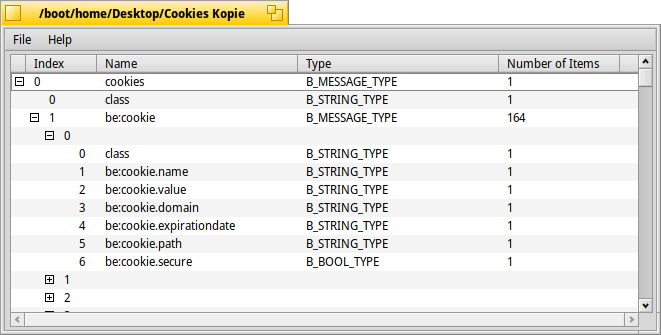 /boot/home/Desktop/Cookies Kopie
File Help
Index Name Type Number of Items
0 cookies B_MESSAGE_TYPE 1
0 class B_STRING_TYPE 1
1 be:cookie B_MESSAGE_TYPE 164
0
0 class B_STRING_TYPE 1
1 be:cookie.name B_STRING_TYPE 1
2 be:cookie.value B_STRING_TYPE 1
3 be:cookie.domain B_STRING_TYPE 1
4 be:cookie.expirationdate B_STRING_TYPE 1
5 be:cookie.path B_STRING_TYPE 1
6 be:cookie.secure B_BOOL_TYPE 1
1
2